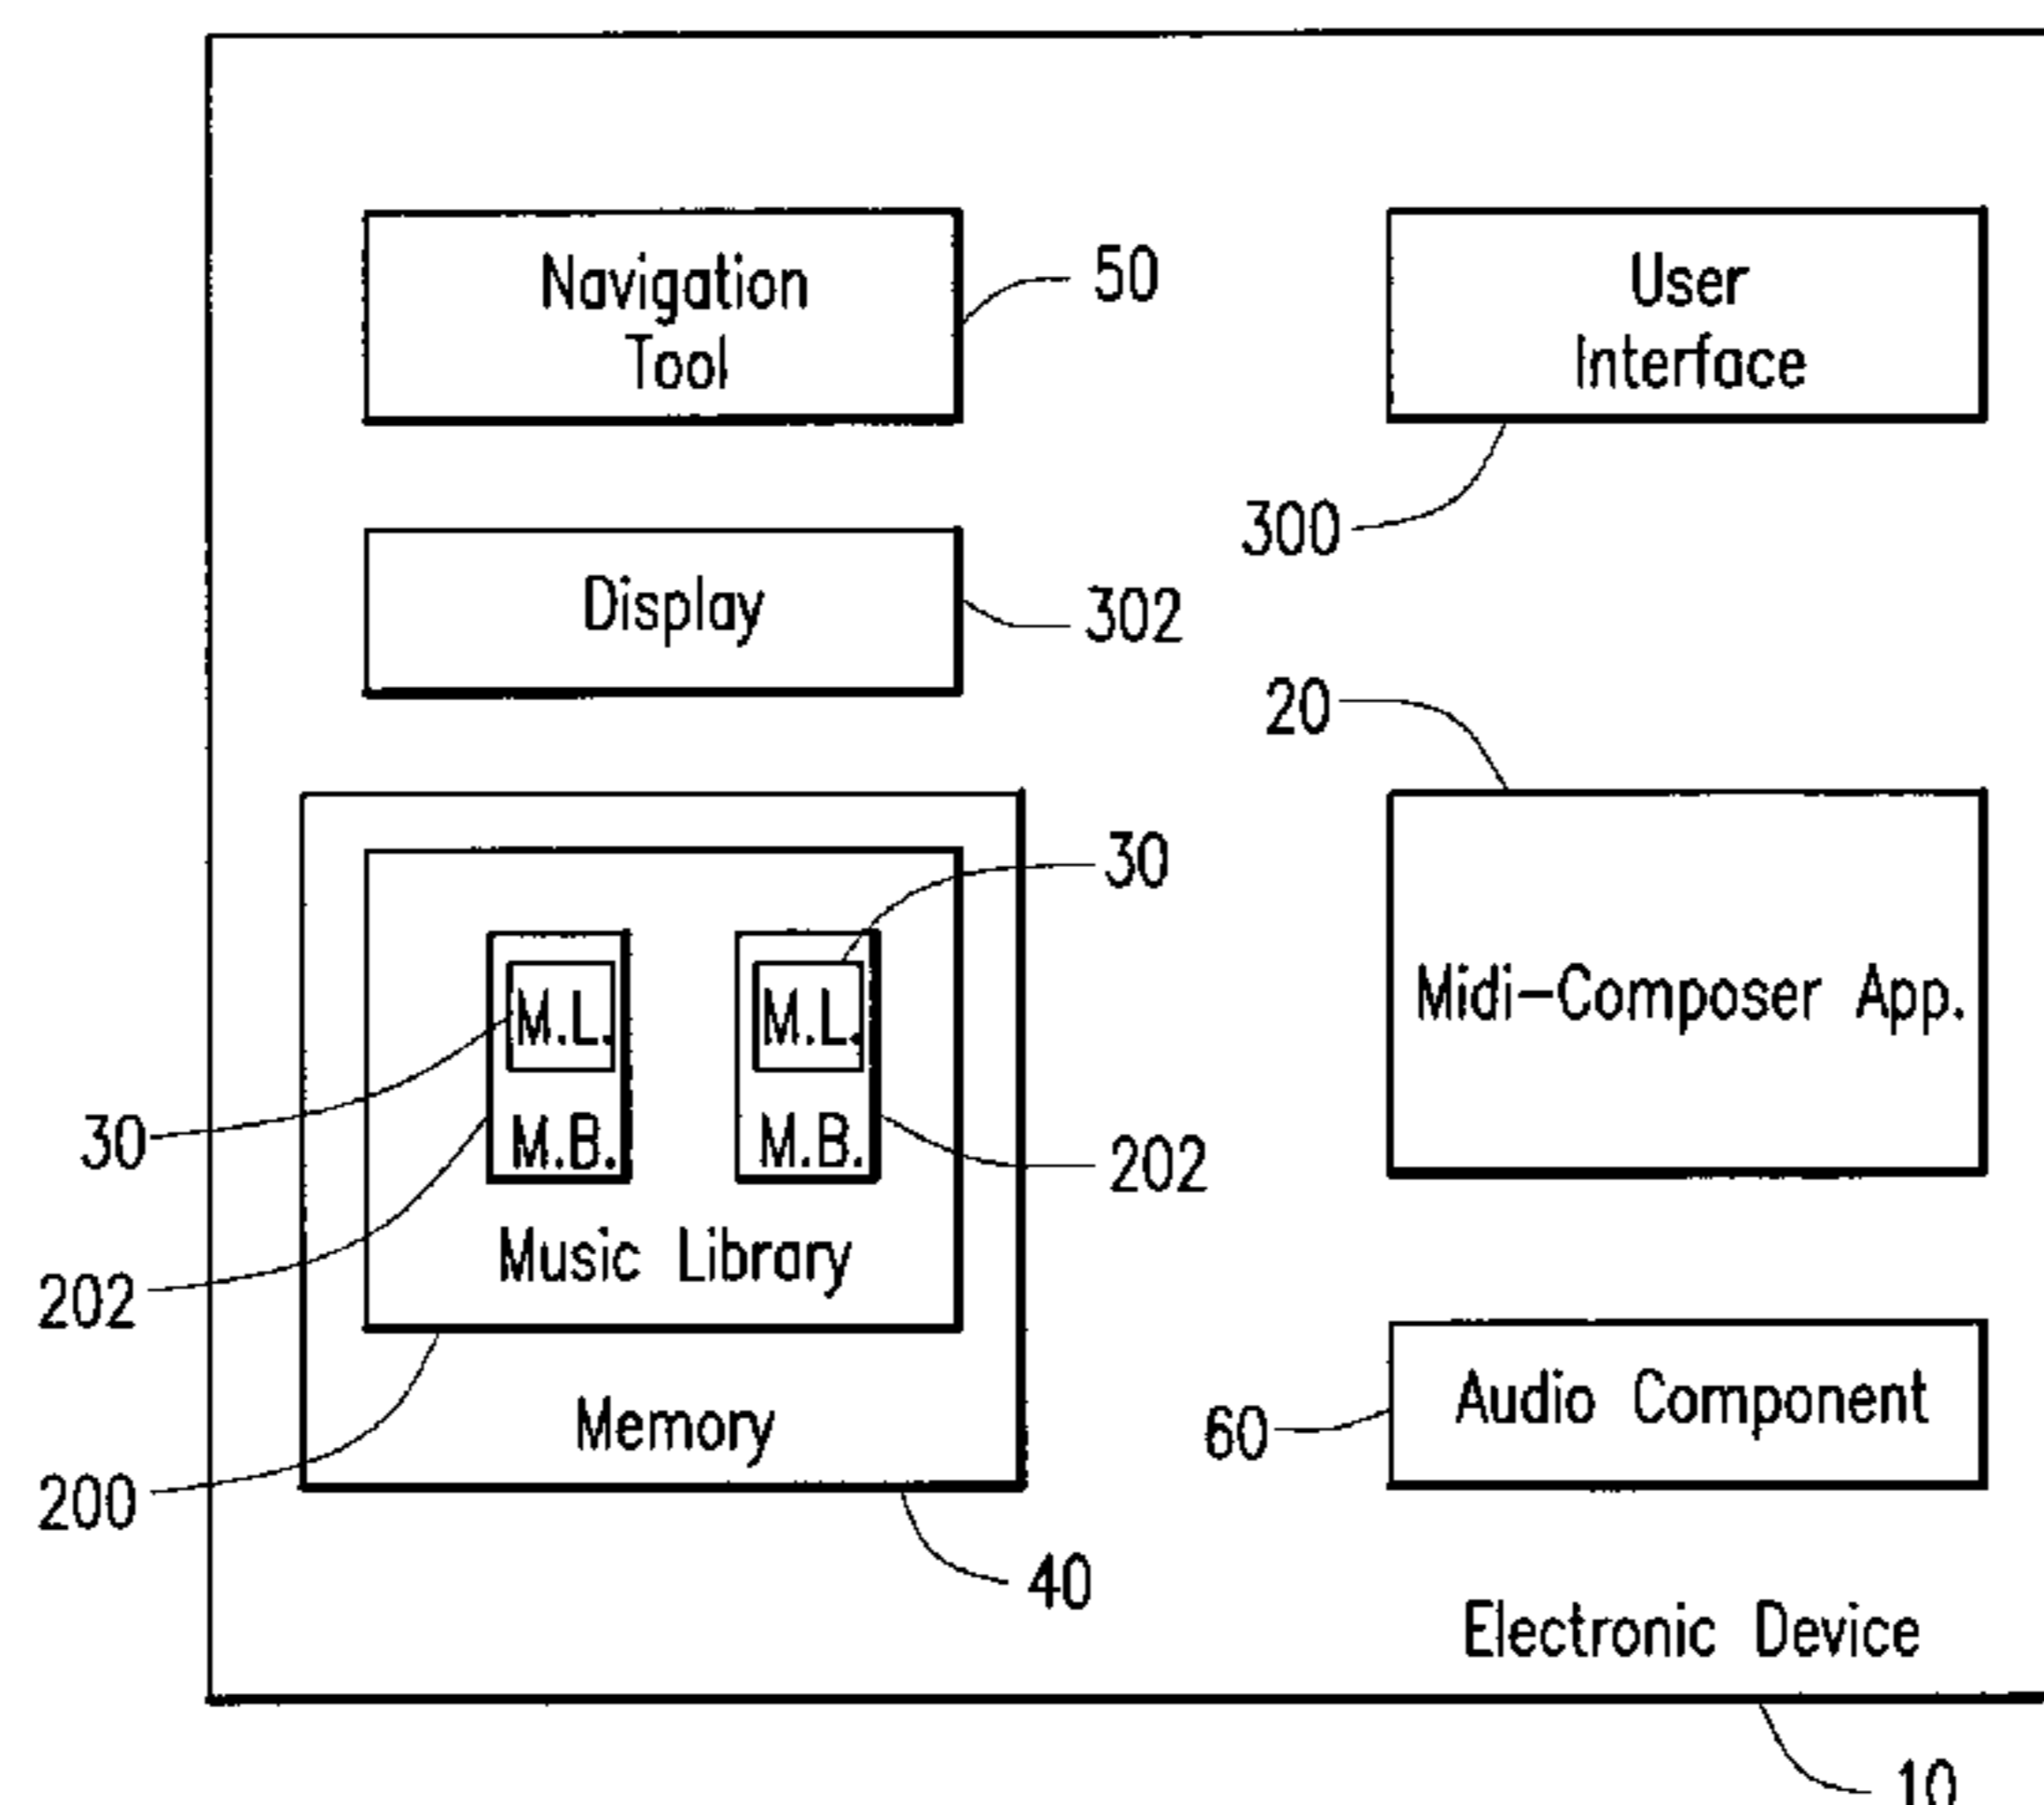 Navigation
Tool
50
User
Interface
300
Display
302
20
30
M.L.
M.L.
Midi-Composer App.
30
M.B.
M.B.
202
202
Music Library
Audio Component
60
Memory
200
40
Electronic Device
10